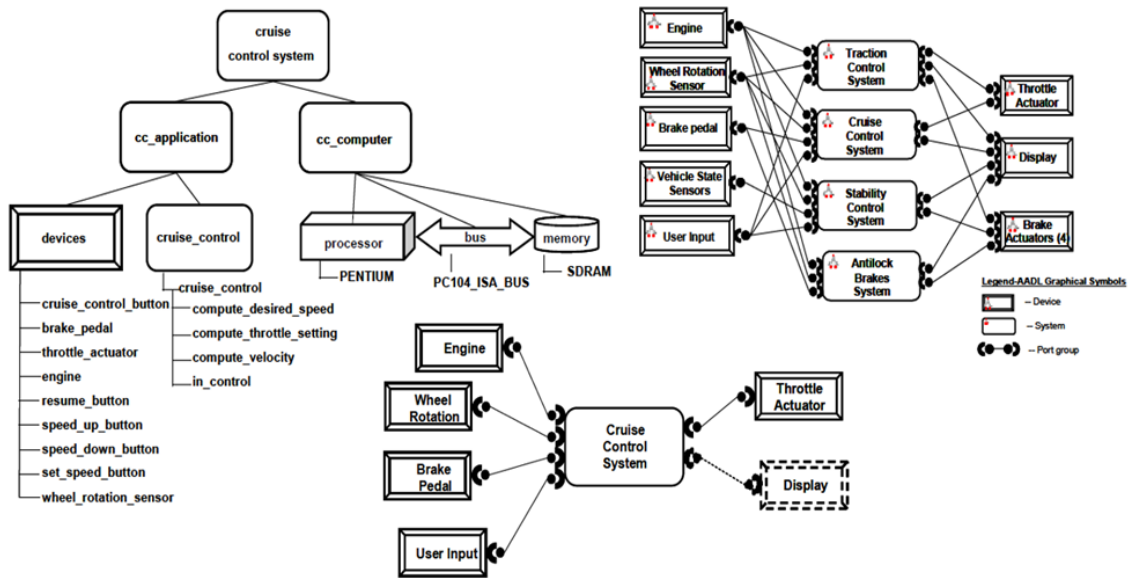 cruise
control system
cc_application
cc_computer
devices
cruise_control
processor
bus
memory
PENTIUM
PC104_ISA_BUS
SDRAM
cruise_control_button
brake_pedal
throttle_actuator
engine
resume_button
speed_up_button
speed_down_button
set_speed_button
wheel_rotation_sensor
cruise_control
compute_desired_speed
compute_throttle_setting
compute_velocity
in_control
Engine
Wheel Rotation
Sensor
Brake pedal
Vehicle State
Sensors
User Input
Traction
Control
System
Cruise
Control
System
Stability
Control
System
Antilock
Brakes
System
Throttle
Actuator
Display
Brake
Actuators (4)
Legend-AADL Graphical Symbols
-- Device
-- System
-- Port group
Engine
Wheel
Rotation
Brake
Pedal
User Input
Cruise
Control
System
Throttle
Actuator
Display